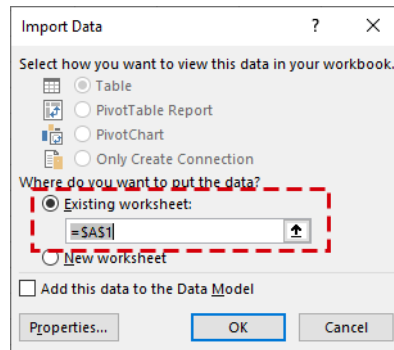 Import Data ? ×
Select how you want to view this data in your workbook.
Table
PivotTable Report
PivotChart
Only Create Connection
Where do you want to put the data?
Existing worksheet:
=$A$1
New worksheet
Add this data to the Data Model
Properties... OK Cancel